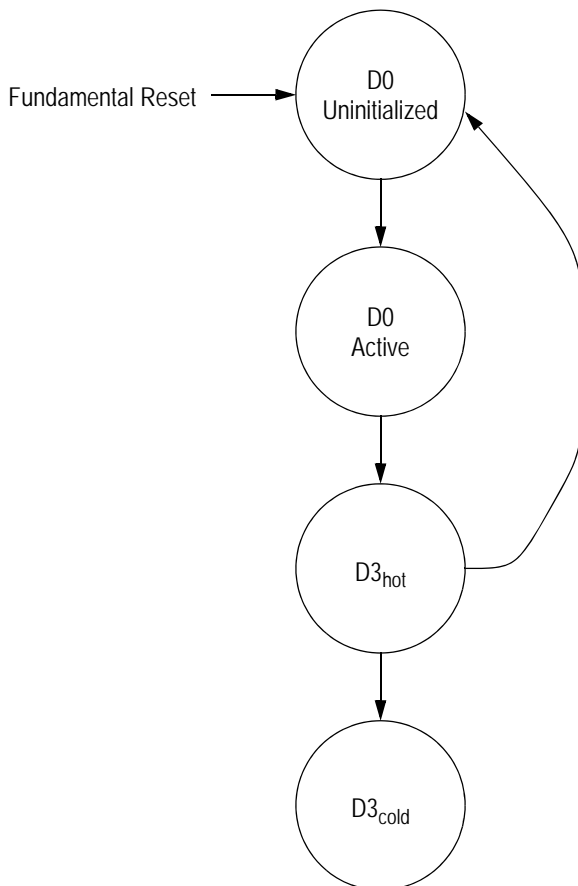 D0
Uninitialized
Fundamental Reset
D0
Active
D3hot
D3cold